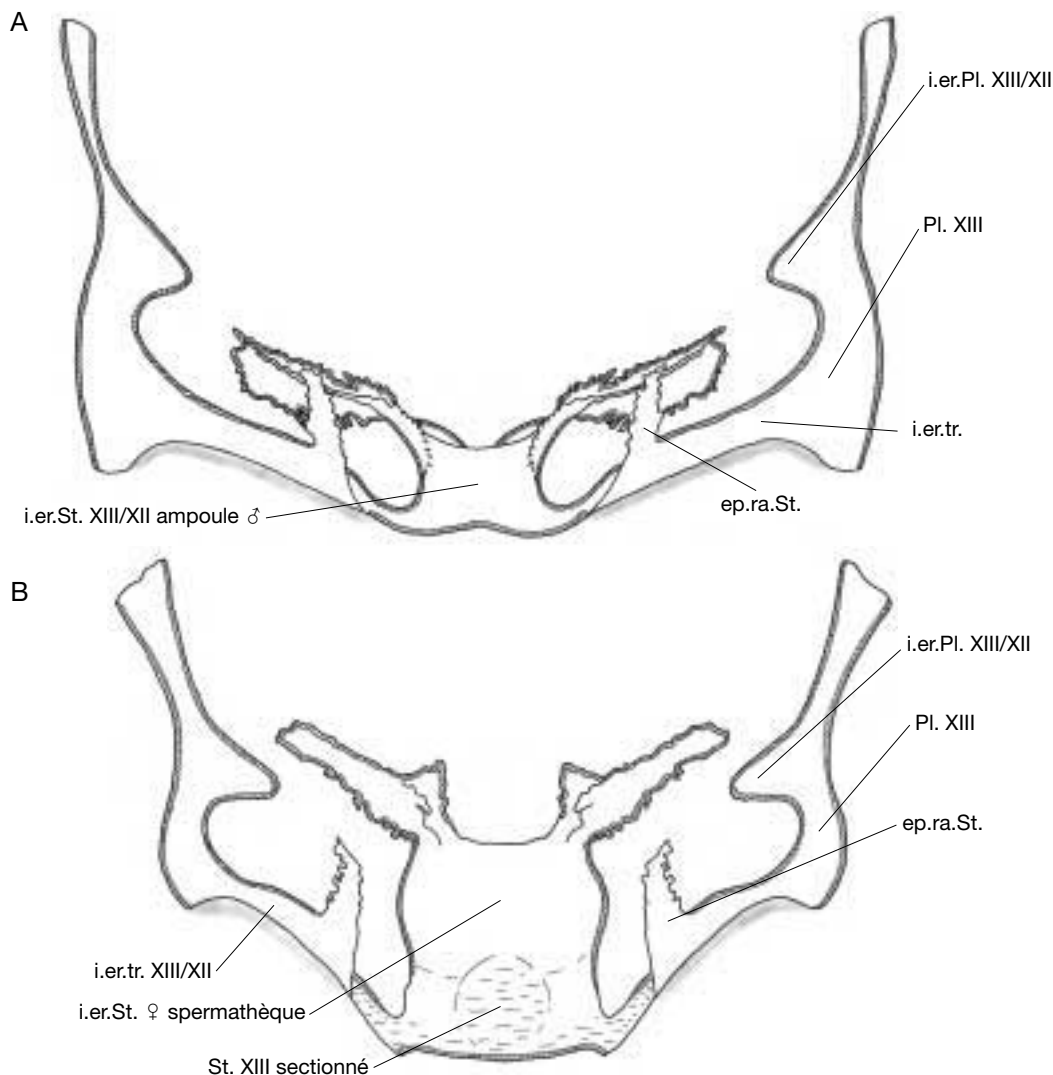 A
i.er.Pl. XIII/XII
Pl. XIII
i.er.tr.
ep.ra.St.
i.er.St. XIII/XII ampoule ♂
B
i.er.Pl. XIII/XII
Pl. XIII
ep.ra.St.
i.er.tr. XIII/XII
i.er.St. ♀ spermathèque
St. XIII sectionné